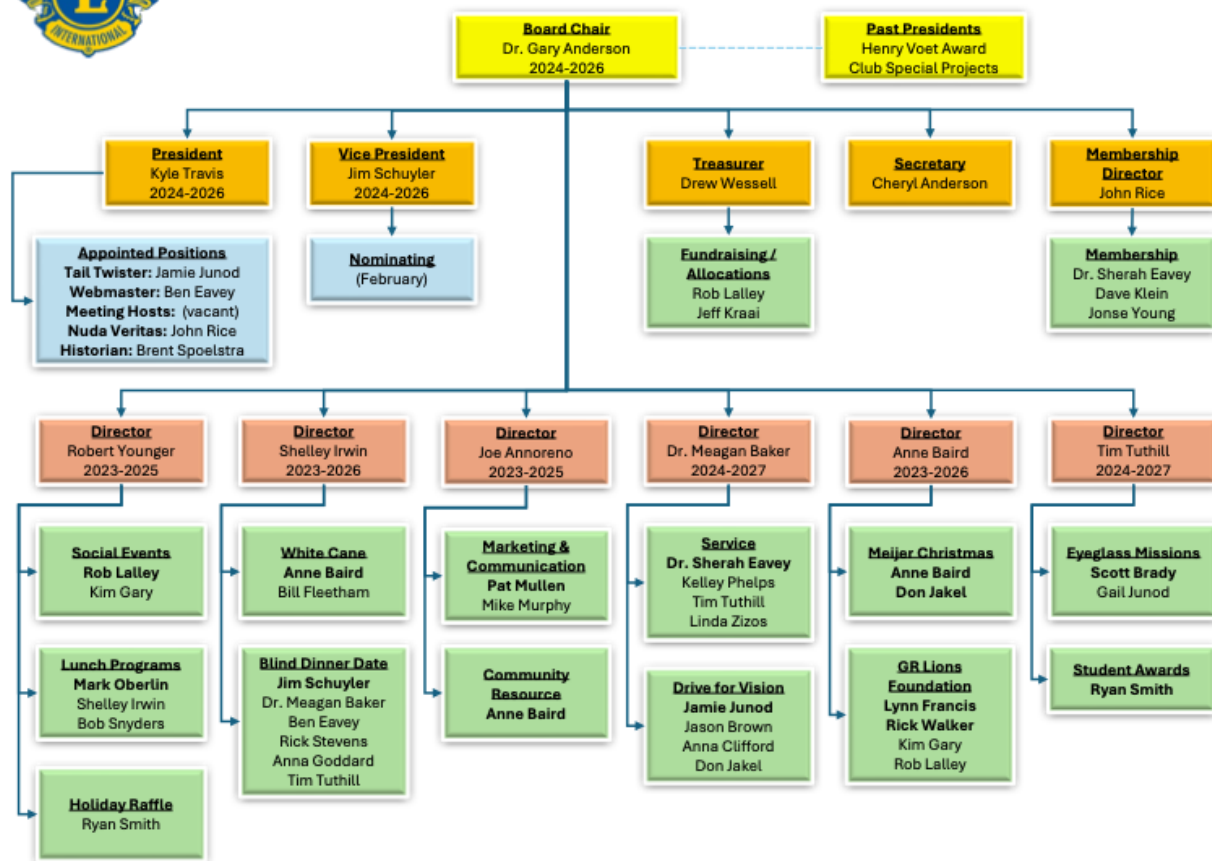 L
INTERNATIONAL
Board Chair
Dr. Gary Anderson
2024-2026
Past Presidents
Henry Voet Award
Club Special Projects
President
Kyle Travis
2024-2026
Vice President
Jim Schuyler
2024-2026
Treasurer
Drew Wessell
Secretary
Cheryl Anderson
Membership
Director
John Rice
Appointed Positions
Tail Twister: Jamie Junod
Webmaster: Ben Eavey
Meeting Hosts: (vacant)
Nuda Veritas: John Rice
Historian: Brent Spoelstra
Nominating
(February)
Fundraising/
Allocations
Rob Lalley
Jeff Kraai
Membership
Dr. Sherah Eavey
Dave Klein
Jonse Young
Director
Robert Younger
2023-2025
Director
Shelley Irwin
2023-2026
Director
Joe Annoreno
2023-2025
Director
Dr. Meagan Baker
2024-2027
Director
Anne Baird
2023-2026
Director
Tim Tuthill
2024-2027
Social Events
Rob Lalley
Kim Gary
White Cane
Anne Baird
Bill Fleetham
Marketing &
Communication
Pat Mullen
Mike Murphy
Service
Dr. Sherah Eavey
Kelley Phelps
Tim Tuthill
Linda Zizos
Meijer Christmas
Anne Baird
Don Jakel
Eyeglass Missions
Scott Brady
Gail Junod
Lunch Programs
Mark Oberlin
Shelley Irwin
Bob Snyders
Blind Dinner Date
Jim Schuyler
Dr. Meagan Baker
Ben Eavey
Rick Stevens
Anna Goddard
Tim Tuthill
Community
Resource
Anne Baird
Drive for Vision
Jamie Junod
Jason Brown
Anna Clifford
Don Jakel
GR Lions
Foundation
Lynn Francis
Rick Walker
Kim Gary
Rob Lalley
Student Awards
Ryan Smith
Holiday Raffle
Ryan Smith